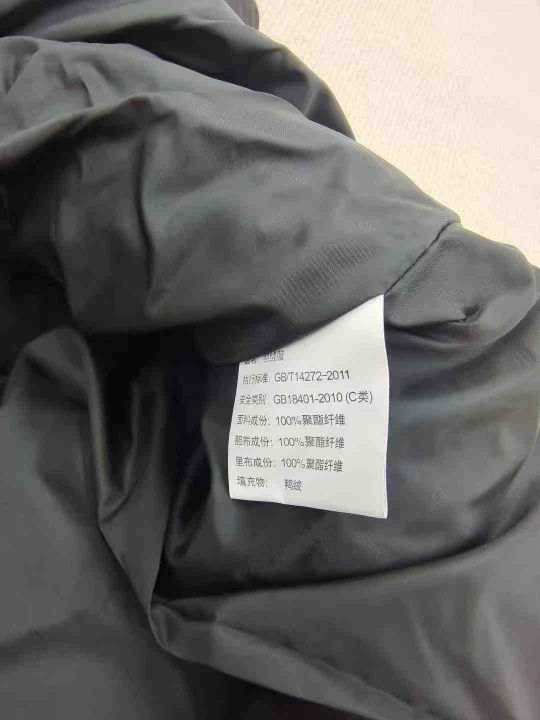 执行标准: GB/T14272-2011
安全类别: GB18401-2010 (C类)
面料成份: 100%聚酯纤维
胆布成份: 100%聚酯纤维
里布成份: 100%聚酯纤维
填充物: 鸭绒